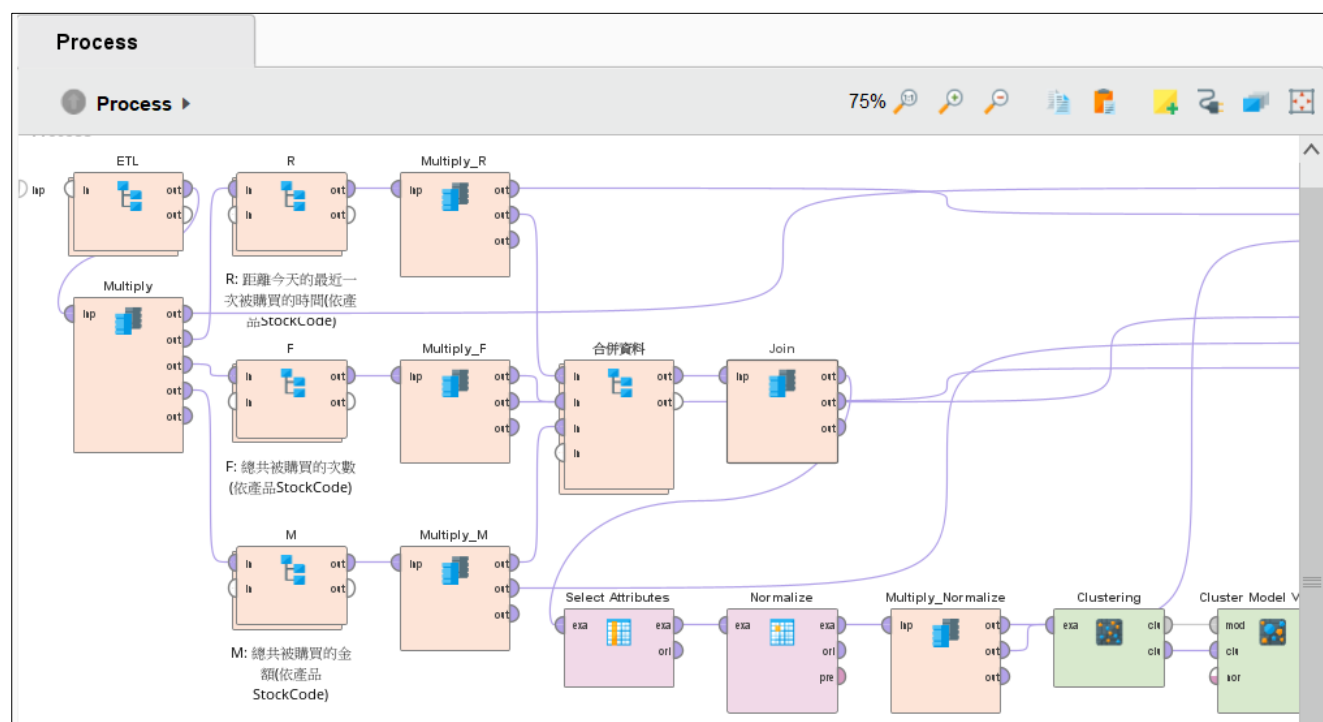 Process
Process
75%
Process
ETL
R
Multiply_R
inp
in
out
out
in
out
in
out
inp
out
out
out
R: 距離今天的最近一
次被購買的時間(依產
品StockCode)
Multiply
inp
out
out
out
out
out
F
Multiply_F
合併資料
Join
in
out
in
out
inp
out
out
out
in
out
in
out
in
in
inp
out
out
out
F: 總共被購買的次數
(依產品StockCode)
M
Multiply_M
in
out
in
out
inp
out
out
out
M: 總共被購買的金
額(依產品
StockCode)
Select Attributes
Normalize
Multiply_Normalize
Clustering
Cluster Model V
exa
exa
ori
exa
exa
ori
pre
inp
out
out
out
exa
clu
clu
mod
clu